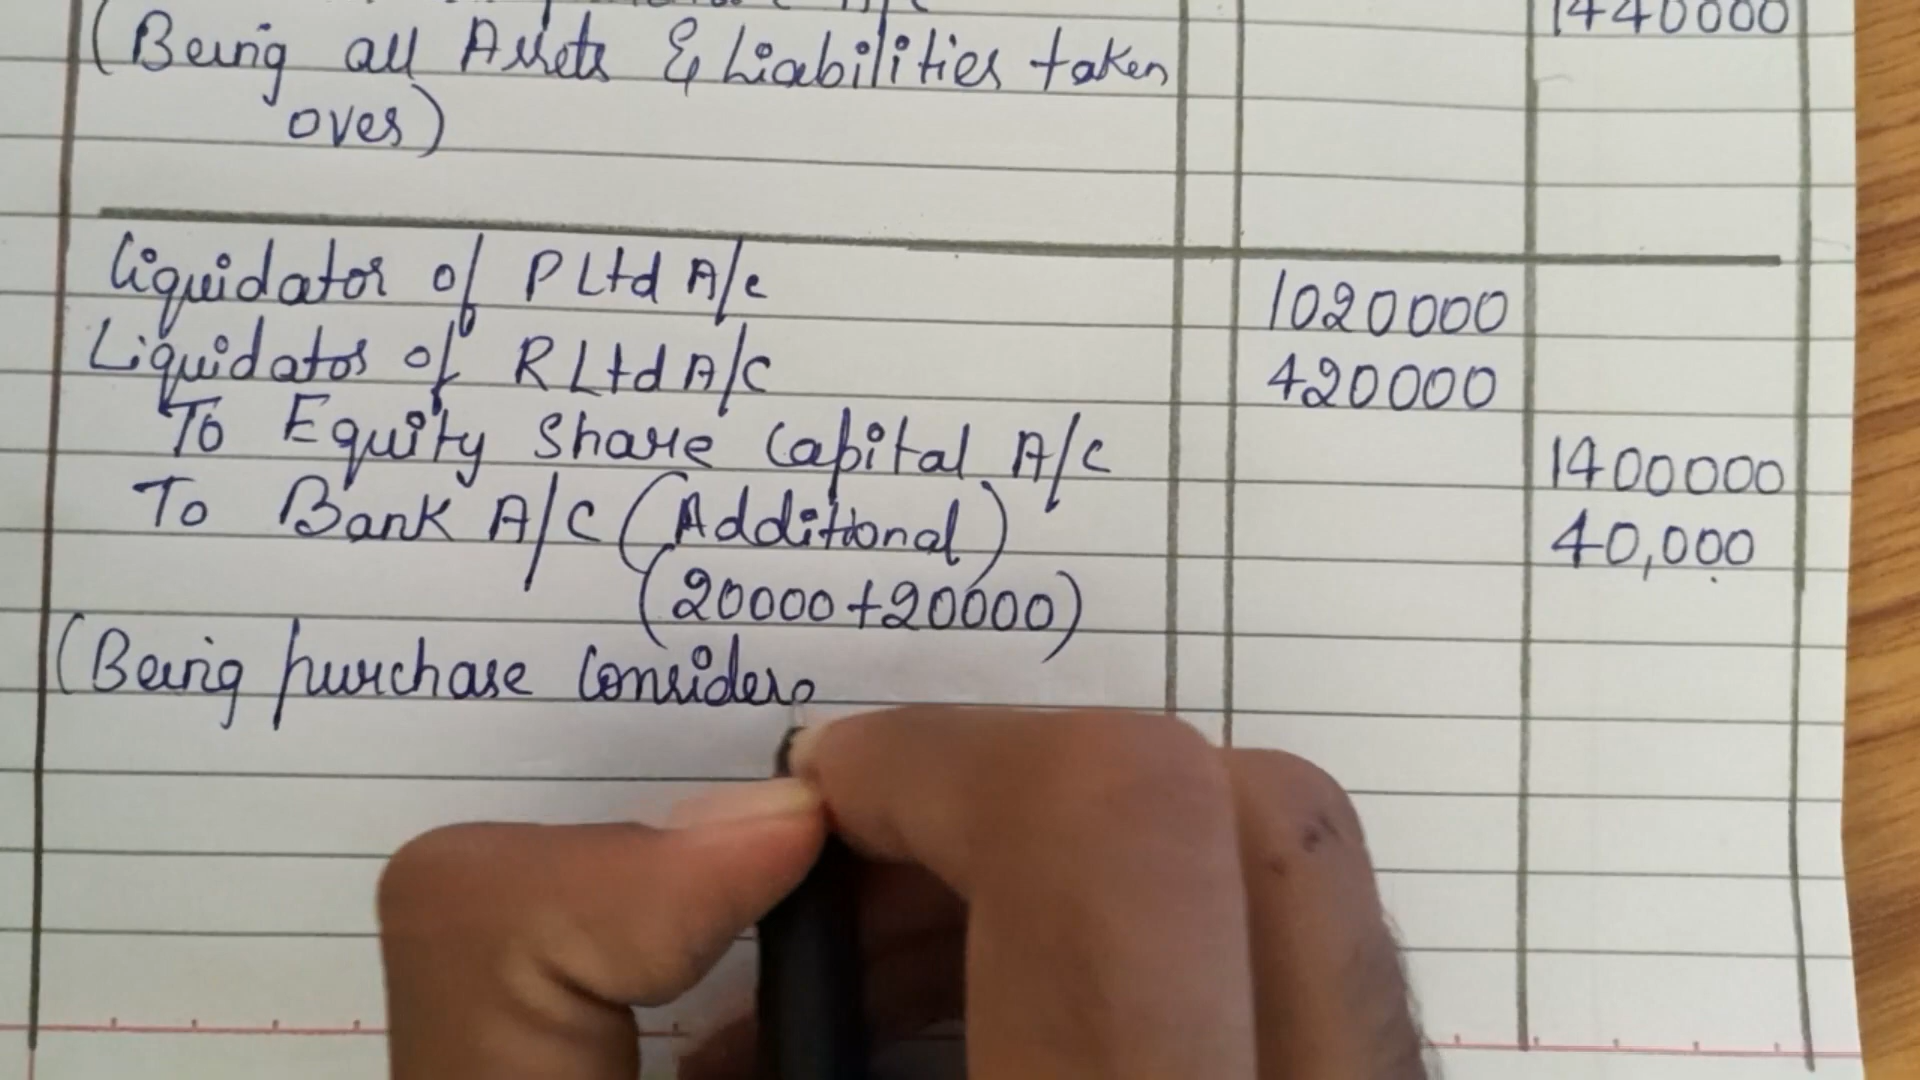 1440000
(Being all Assets & Liabilities taken
over)
Liquidator of P Ltd A/c 1020000
Liquidator of R Ltd A/C 420000
To Equity Share Capital A/c 1400000
To Bank A/C (Additional) 40,000
(20000+20000)
(Being purchase Considera